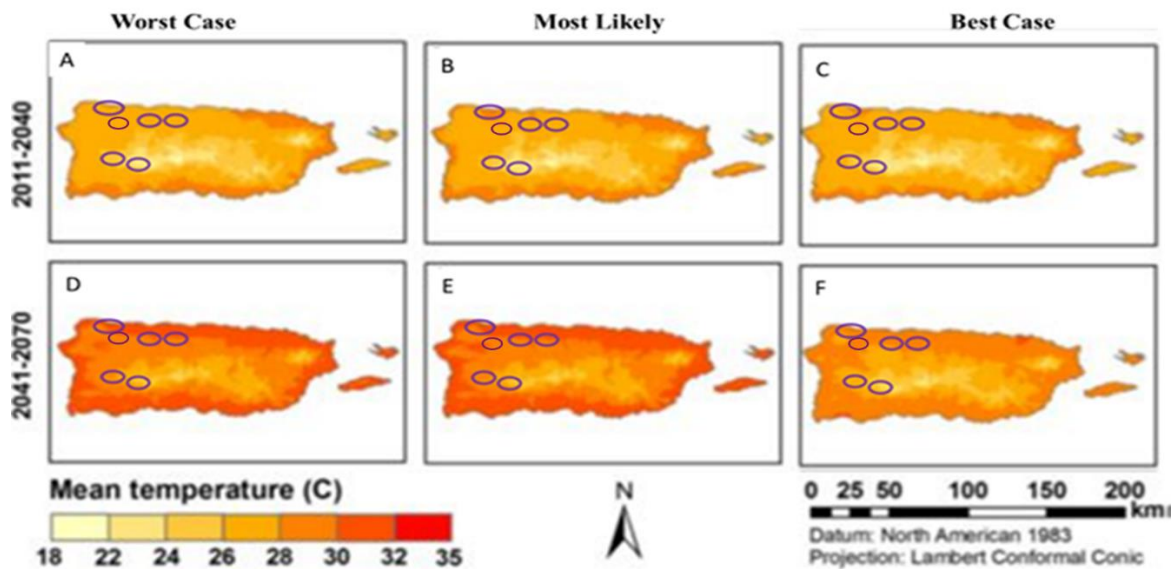 Worst Case Most Likely Best Case
A B C
2011-2040
D E F
2041-2070
Mean temperature (C)
18 22 24 26 28 30 32 35
N
0 25 50 100 150 200
kms
Datum: North American 1983
Projection: Lambert Conformal Conic